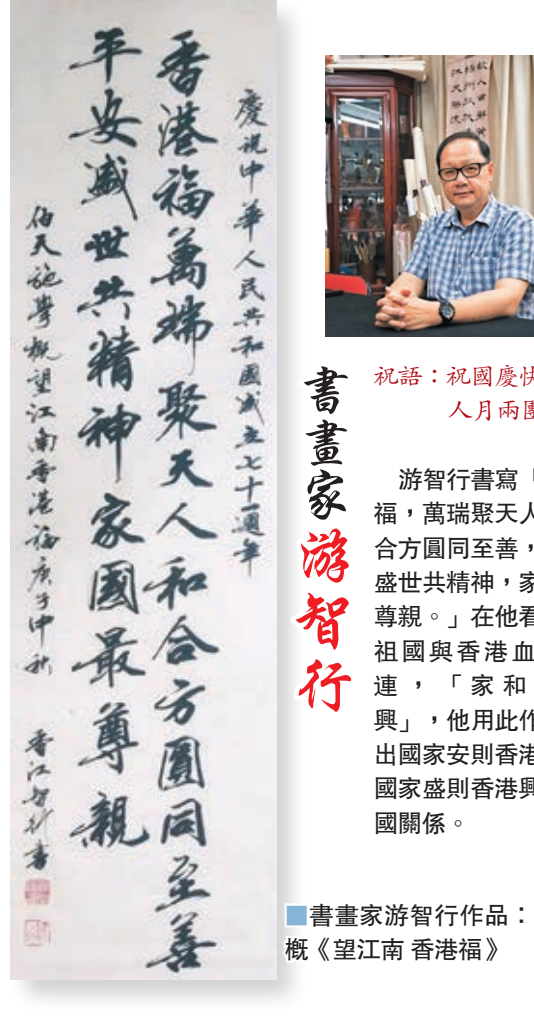 慶祝中華人民共和國成立七十一週年
香港福萬瑞聚天人和合方圓同至善
平安盛世共精神家國最尊親
伯天施學概望江南香港福庚子中秋
香江智行書
書畫家游智行
祝語：祝國慶快
人月兩團
游智行書寫「
福，萬瑞聚天人
合方圓同至善，
盛世共精神，家
尊親。」在他看
祖國與香港血
連，「家和
興」，他用此作
出國家安則香港
國家盛則香港興
國關係。
■書畫家游智行作品：
概《望江南 香港福》